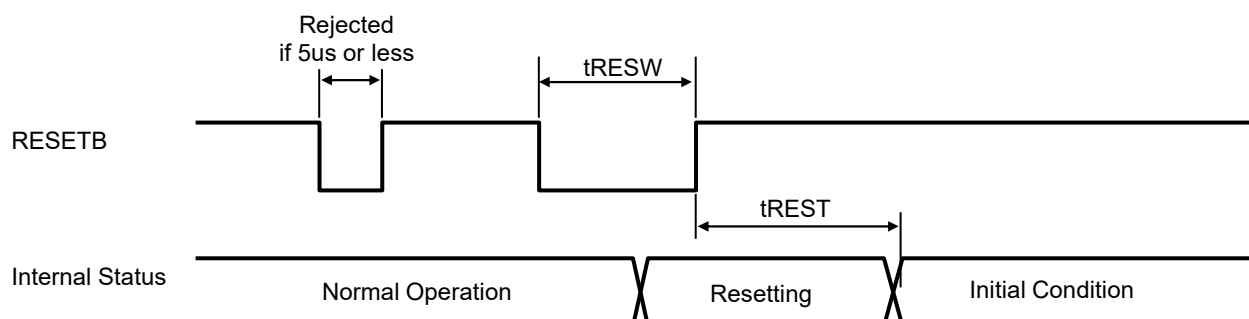 Rejected
if 5us or less
tRESW
RESETB
tREST
Internal Status
Normal Operation
Resetting
Initial Condition